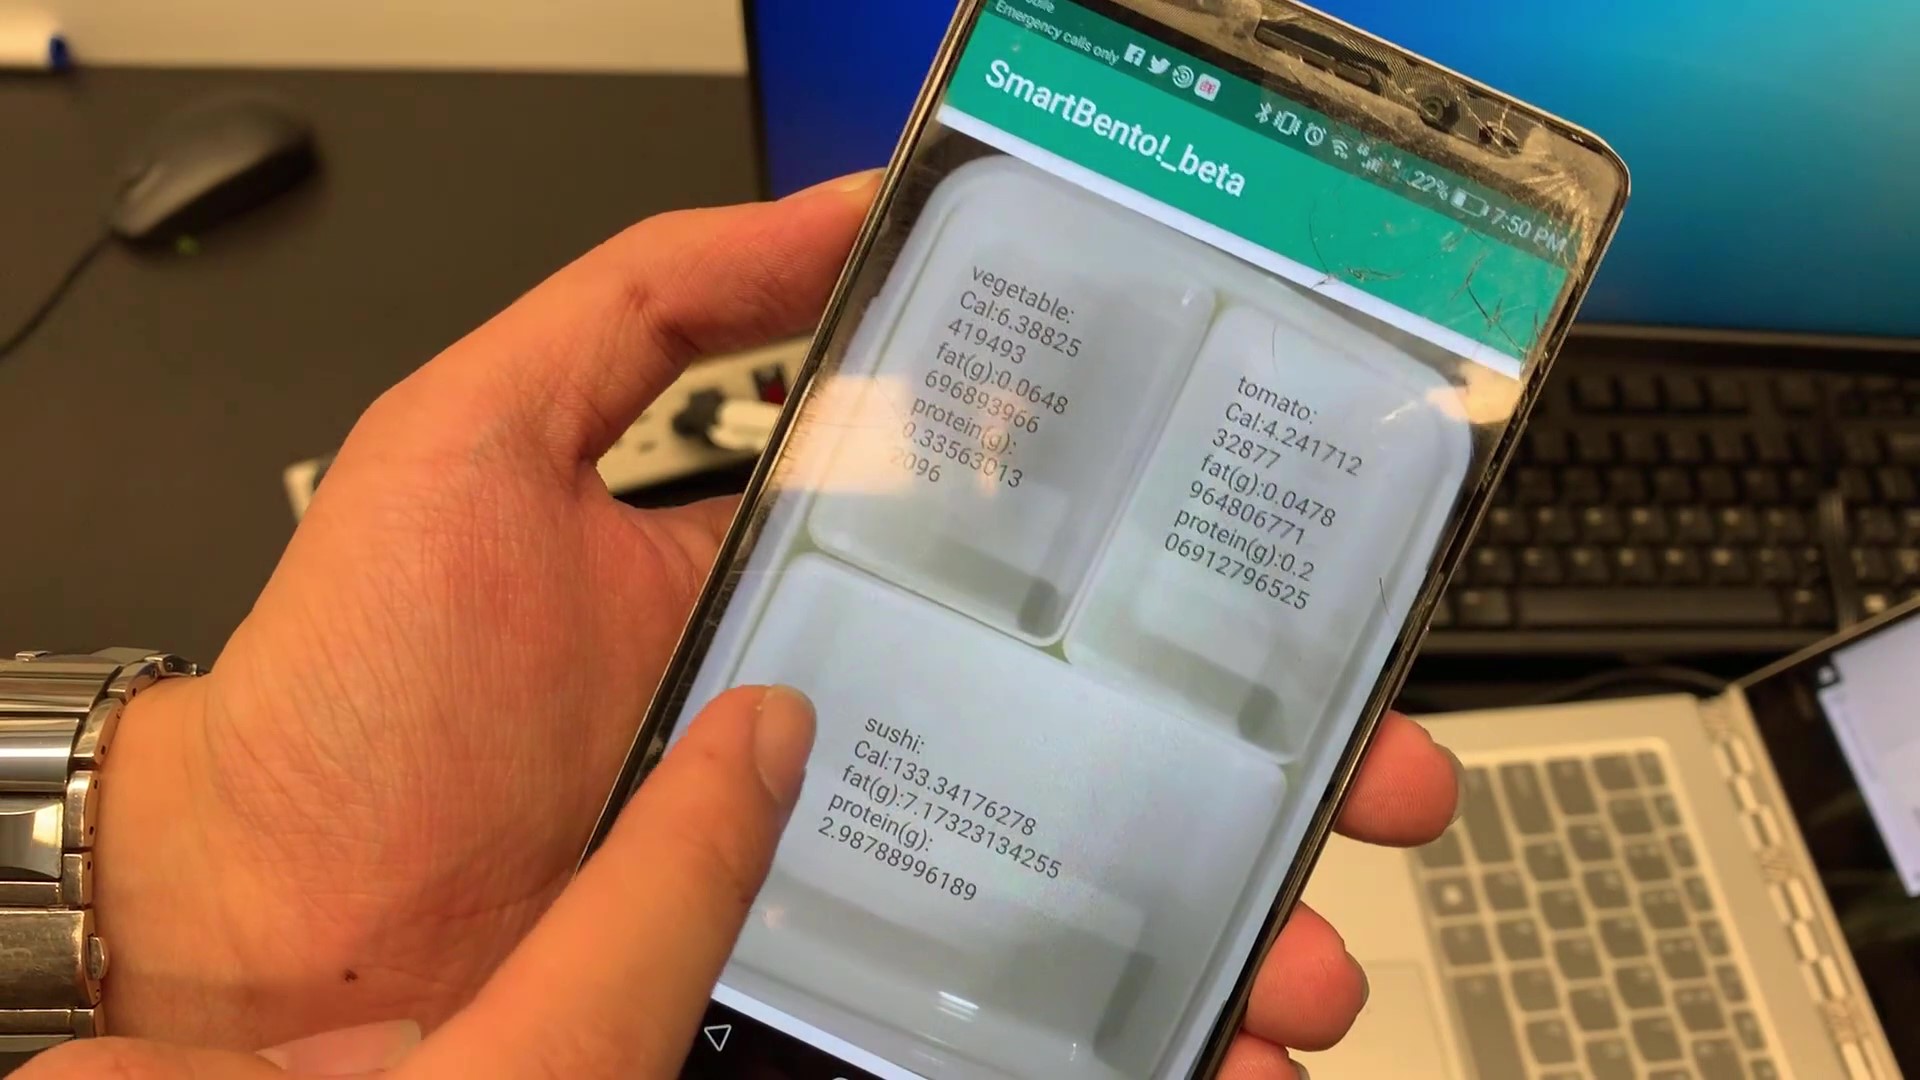 Emergency calls only
22% 7:50 PM
SmartBento!_beta
vegetable:
Cal:6.38825
419493
fat(g):0.0648
696893966
protein(g):
0.33563013
2096
tomato:
Cal:4.241712
32877
fat(g):0.0478
964806771
protein(g):0.2
06912796525
sushi:
Cal:133.34176278
fat(g):7.17323134255
protein(g):
2.98788996189